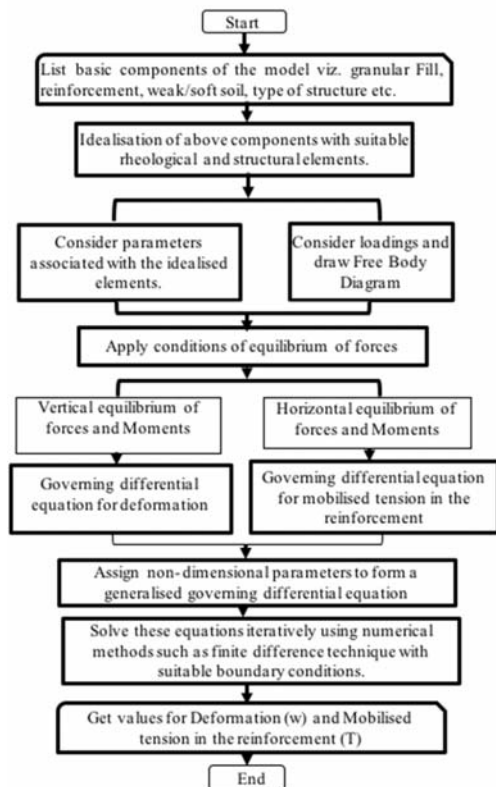 Start
List basic components of the model viz. granular Fill,
reinforcement, weak/soft soil, type of structure etc.
Idealisation of above components with suitable
rheological and structural elements.
Consider parameters
associated with the idealised
elements.
Consider loadings and
draw Free Body
Diagram
Apply conditions of equilibrium of forces
Vertical equilibrium of
forces and Moments
Horizontal equilibrium of
forces and Moments
Governing differential
equation for deformation
Governing differential equation
for mobilised tension in the
reinforcement
Assign non-dimensional parameters to form a
generalised governing differential equation
Solve these equations iteratively using numerical
methods such as finite difference technique with
suitable boundary conditions.
Get values for Deformation (w) and Mobilised
tension in the reinforcement (T)
End